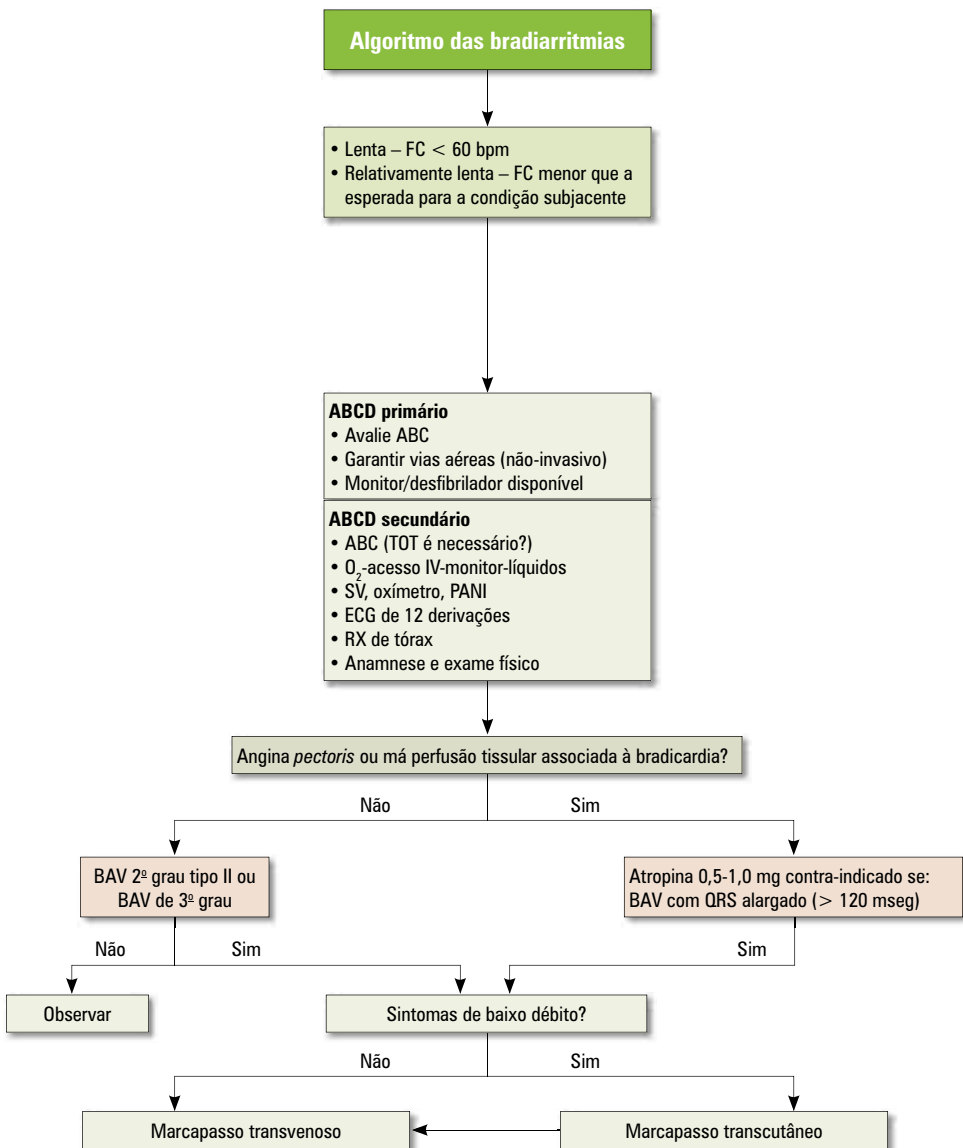 Algoritmo das bradiarritmias
• Lenta – FC < 60 bpm
• Relativamente lenta – FC menor que a
esperada para a condição subjacente
ABCD primário
• Avalie ABC
• Garantir vias aéreas (não-invasivo)
• Monitor/desfibrilador disponível
ABCD secundário
• ABC (TOT é necessário?)
• O₂-acesso IV-monitor-líquidos
• SV, oxímetro, PANI
• ECG de 12 derivações
• RX de tórax
• Anamnese e exame físico
Angina pectoris ou má perfusão tissular associada à bradicardia?
Não Sim
BAV 2º grau tipo II ou
BAV de 3º grau
Atropina 0,5-1,0 mg contra-indicado se:
BAV com QRS alargado (> 120 mseg)
Não Sim Sim
Observar
Sintomas de baixo débito?
Não Sim
Marcapasso transvenoso
Marcapasso transcutâneo